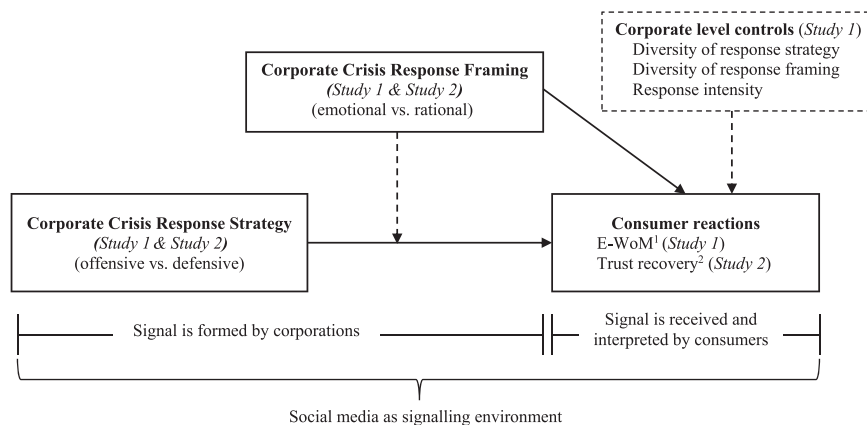 Corporate level controls (Study 1)
Diversity of response strategy
Diversity of response framing
Response intensity
Corporate Crisis Response Framing
(Study 1 & Study 2)
(emotional vs. rational)
Corporate Crisis Response Strategy
(Study 1 & Study 2)
(offensive vs. defensive)
Consumer reactions
E-WoM¹ (Study 1)
Trust recovery² (Study 2)
Signal is formed by corporations
Signal is received and
interpreted by consumers
Social media as signalling environment